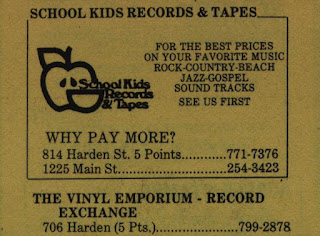 SCHOOL KIDS RECORDS & TAPES
FOR THE BEST PRICES
ON YOUR FAVORITE MUSIC
ROCK-COUNTRY-BEACH
JAZZ-GOSPEL
SOUND TRACKS
SEE US FIRST
School Kids
Records
& Tapes
WHY PAY MORE?
814 Harden St. 5 Points............771-7376
1225 Main St.......................254-3423
THE VINYL EMPORIUM - RECORD
EXCHANGE
706 Harden (5 Pts.)...................799-2878